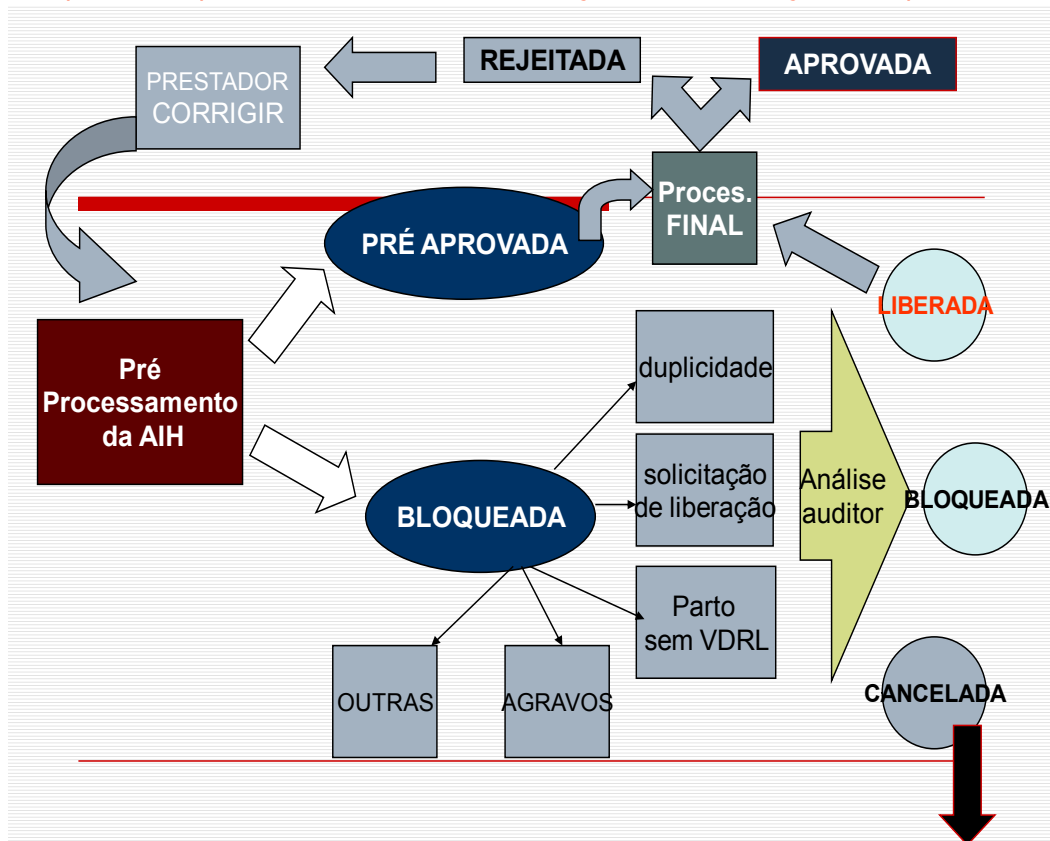 REJEITADA
APROVADA
PRESTADOR
CORRIGIR
Proces.
FINAL
PRÉ APROVADA
LIBERADA
Pré
Processamento
da AIH
duplicidade
solicitação
de liberação
Análise
auditor
BLOQUEADA
BLOQUEADA
Parto
sem VDRL
OUTRAS
AGRAVOS
CANCELADA